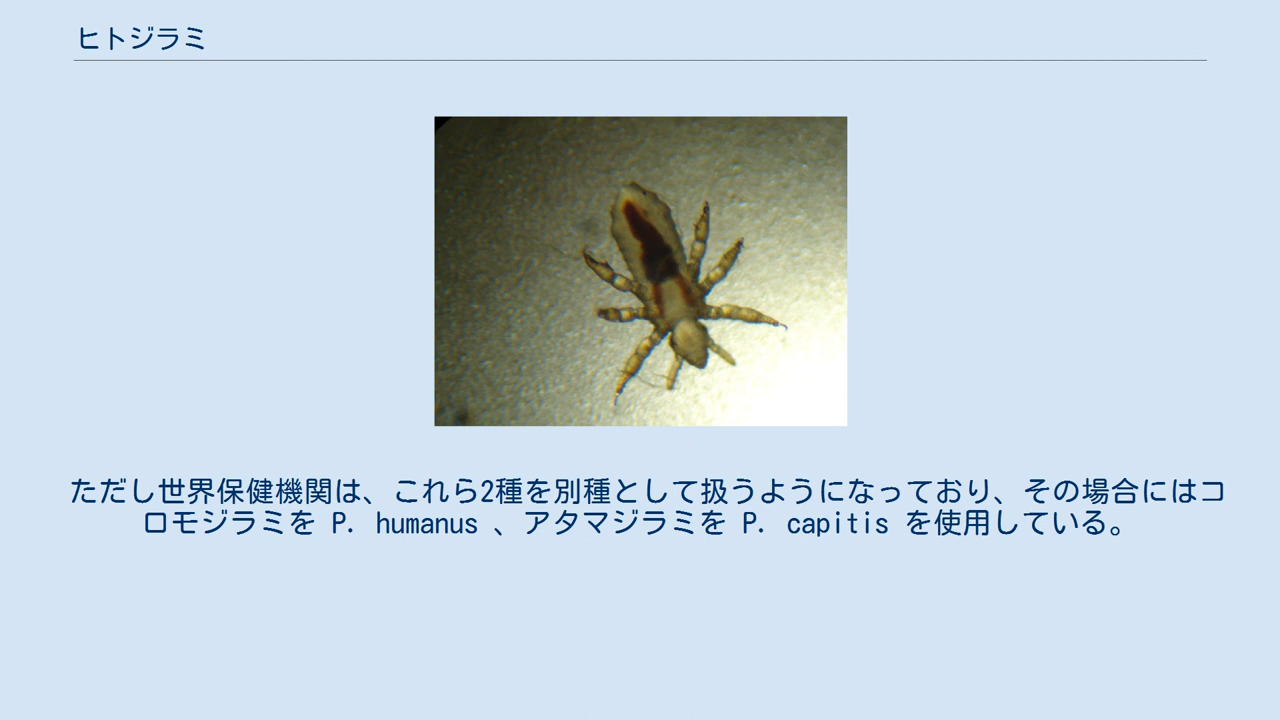 ヒトジラミ
ただし世界保健機関は、これら2種を別種として扱うようになっており、その場合にはコ
ロモジラミを P. humanus 、アタマジラミを P. capitis を使用している。